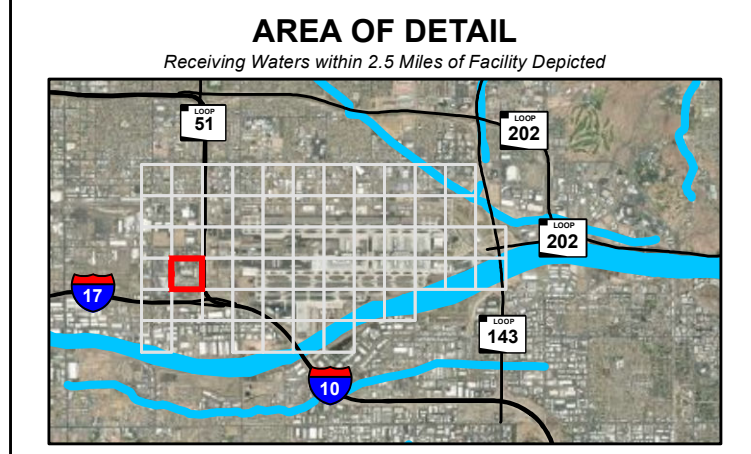 AREA OF DETAIL
Receiving Waters within 2.5 Miles of Facility Depicted
LOOP
51
LOOP
202
LOOP
202
17
LOOP
143
10